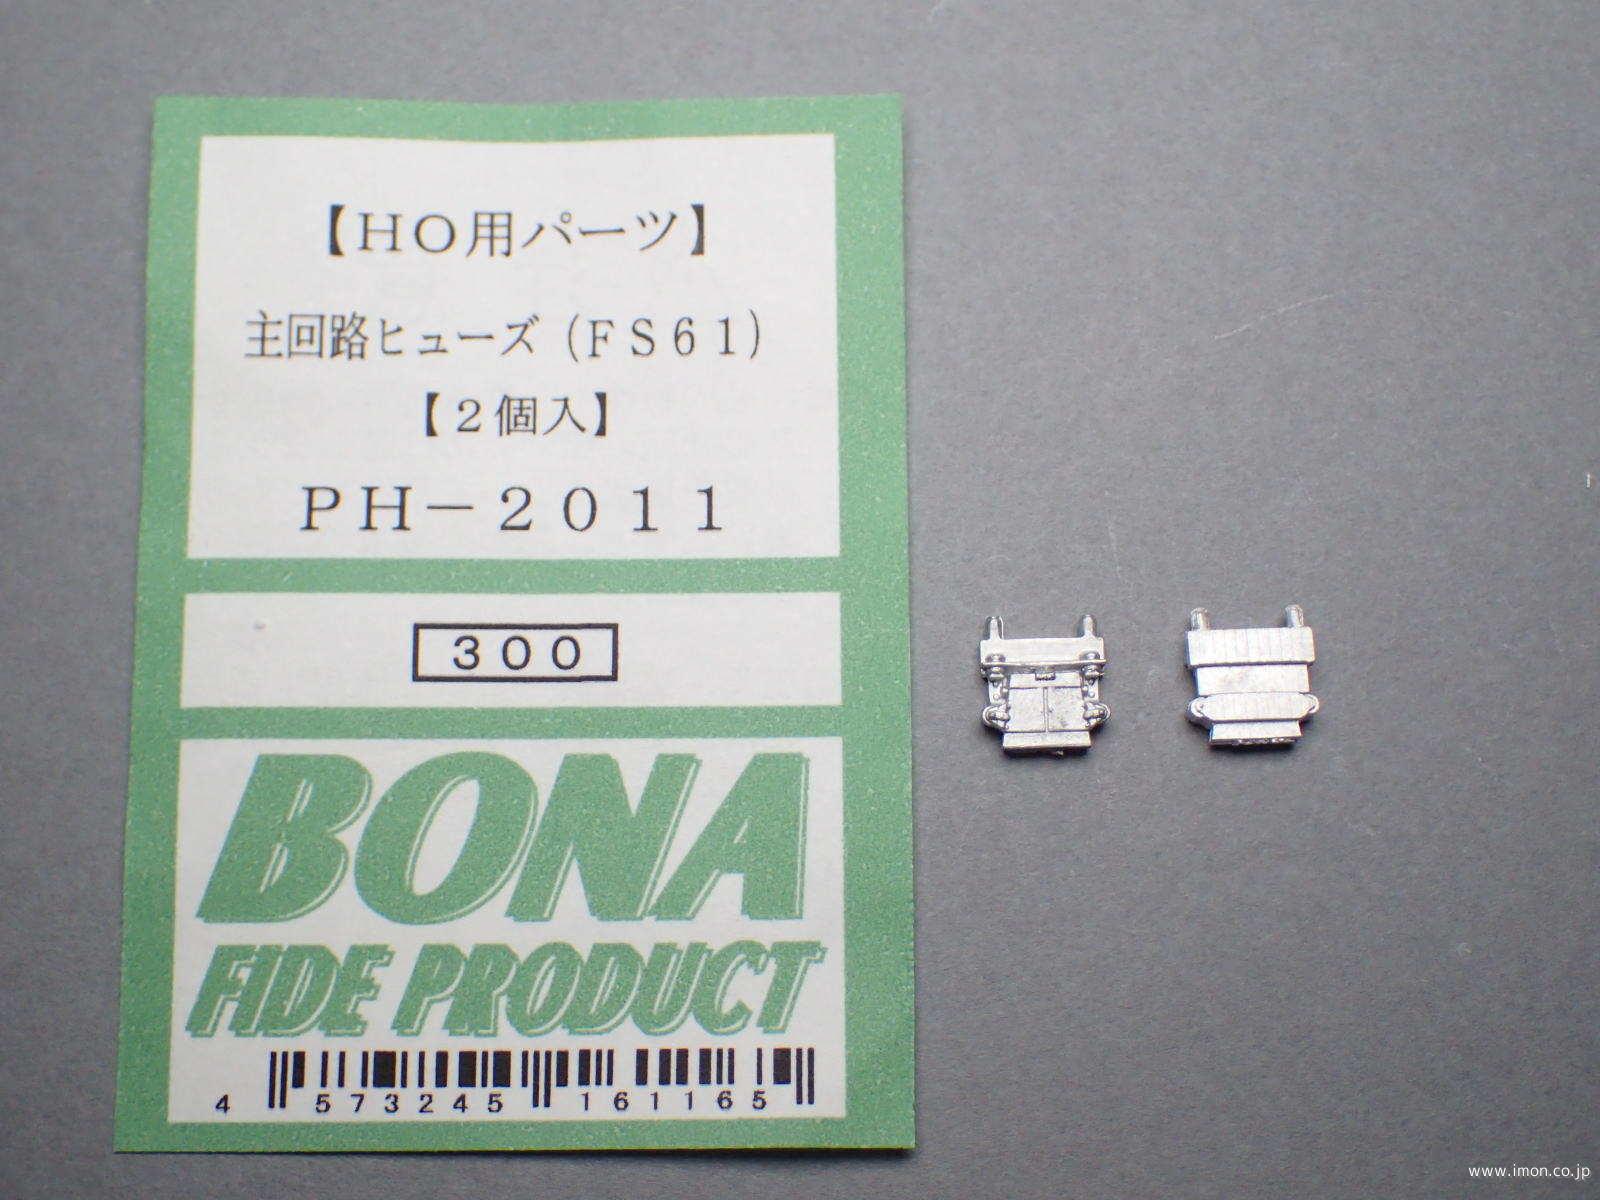 【HO用パーツ】
主回路ヒューズ(FS61)
【2個入】
PH－2011
300
BONA
FIDE PRODUCT
4 573245 161165
www.imon.co.jp